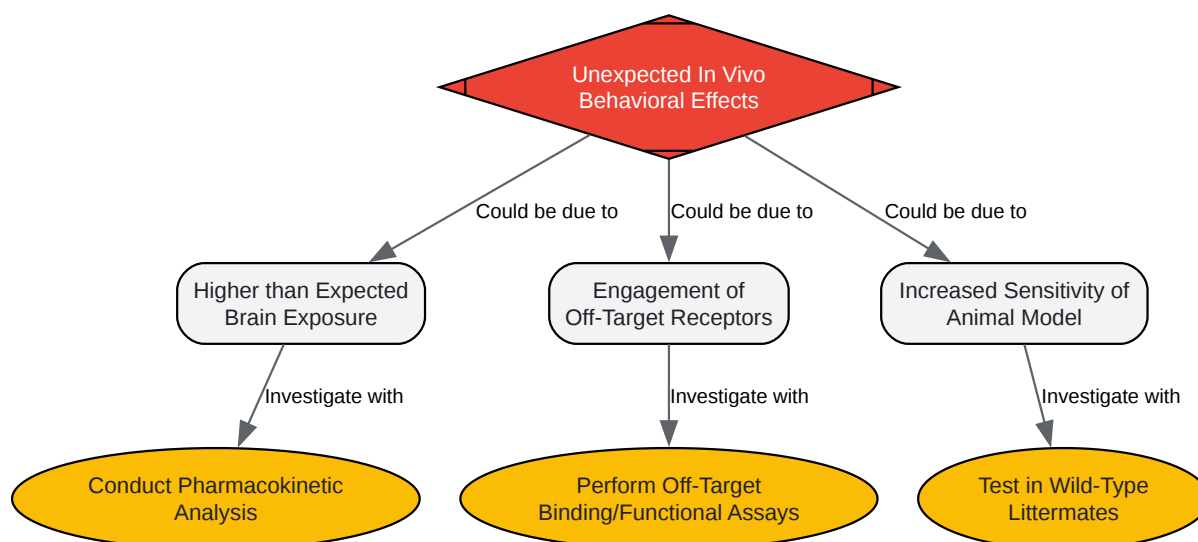 Unexpected In Vivo
Behavioral Effects
Could be due to
Could be due to
Could be due to
Higher than Expected
Brain Exposure
Engagement of
Off-Target Receptors
Increased Sensitivity of
Animal Model
Investigate with
Investigate with
Investigate with
Conduct Pharmacokinetic
Analysis
Perform Off-Target
Binding/Functional Assays
Test in Wild-Type
Littermates